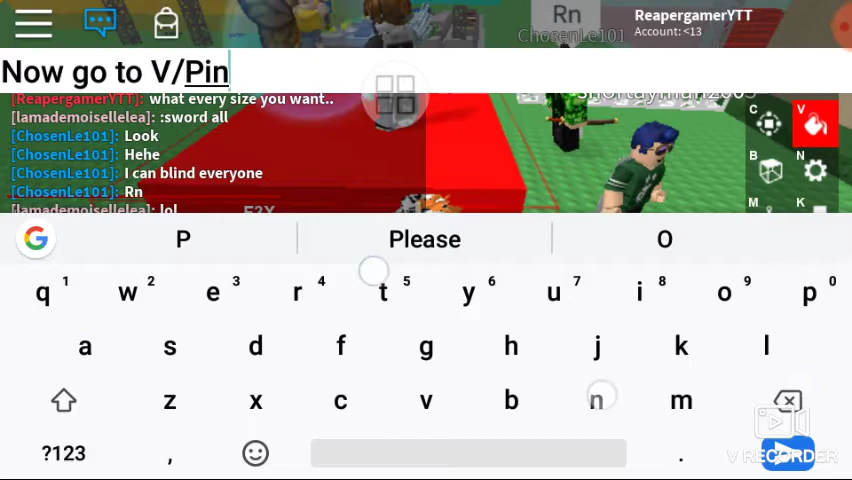 Rn
ChosenLe101
ReapergamerYTT
Account: <13
Now go to V/Pin
[ReapergamerYTT]: what every size you want..
[lamademoisellelea]: :sword all
[ChosenLe101]: Look
[ChosenLe101]: Hehe
[ChosenLe101]: I can blind everyone
[ChosenLe101]: Rn
[lamademoisellelea]: lol
F3X
C V
B N
M K
P Please O
q 1 w 2 e 3 r 4 t 5 y 6 u 7 i 8 o 9 p 0
a s d f g h j k l
z x c v b n m
?123 , .
V RECORDER